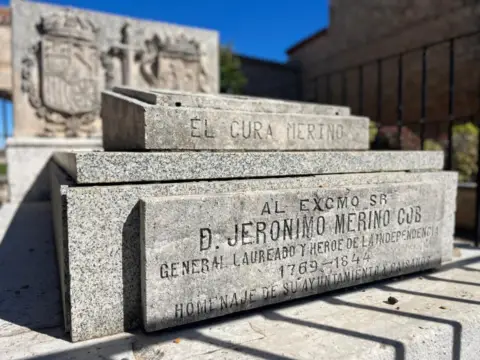 EL CURA MERINO
AL EXCMO SR
D. JERONIMO MERINO COB
GENERAL LAUREADO Y HEROE DE LA INDEPENDENCIA
1769-1844
HOMENAJE DE SU AYUNTAMIENTO Y PAISANOS